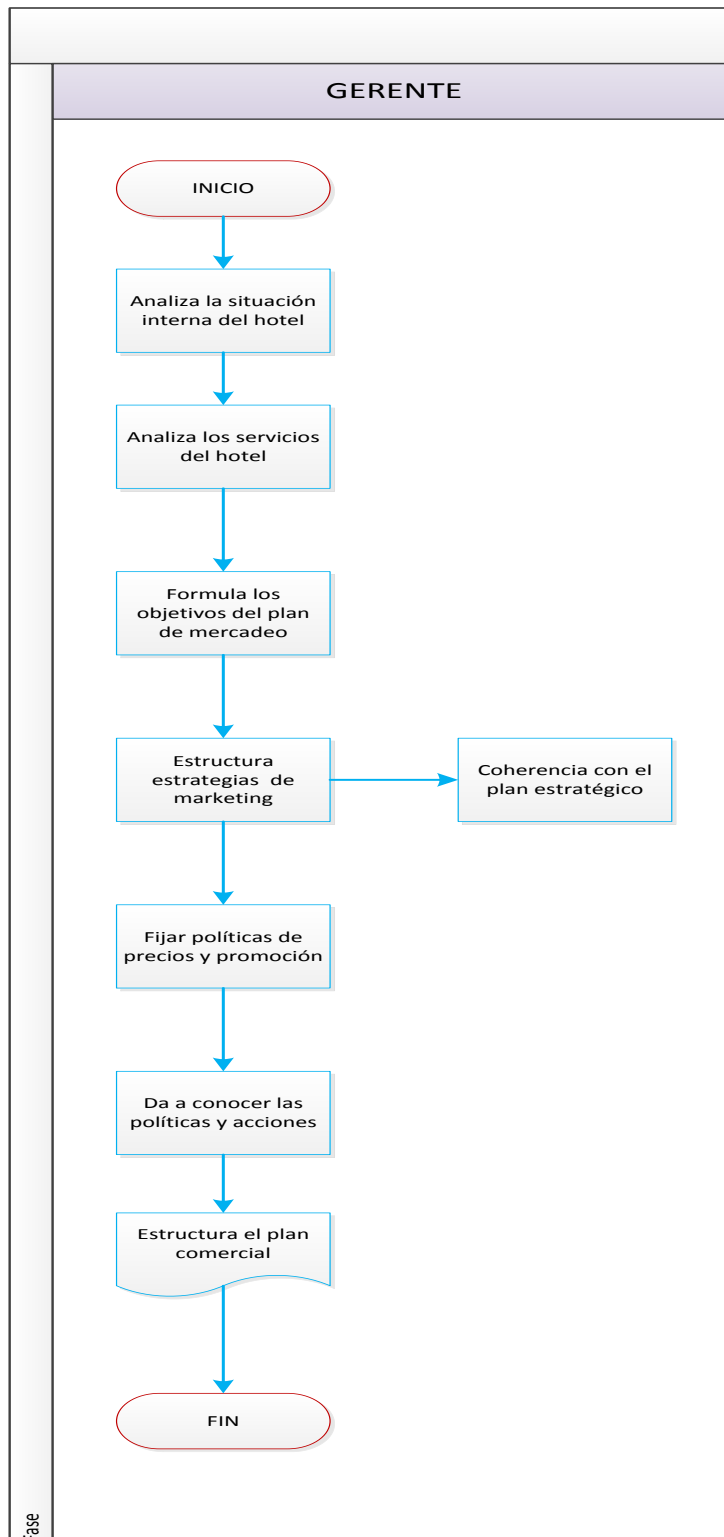 GERENTE
INICIO
Analiza la situación
interna del hotel
Analiza los servicios
del hotel
Formula los
objetivos del plan
de mercadeo
Estructura
estrategias de
marketing
Coherencia con el
plan estratégico
Fijar políticas de
precios y promoción
Da a conocer las
políticas y acciones
Estructura el plan
comercial
FIN
Fase